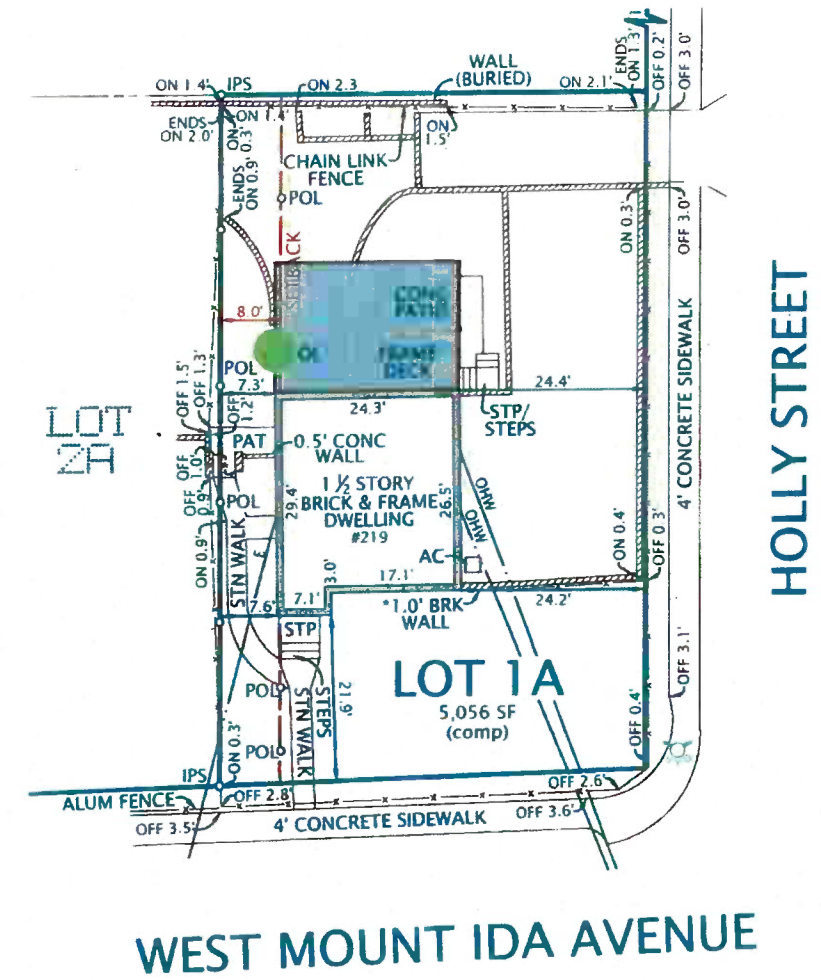 WALL
(BURIED)
ON 1.4'
IPS
ON 2.3
ON 2.1'
ENDS
ON 1.3'
OFF 0.2'
OFF 3.0'
ENDS
ON 2.0'
ON 1.4'
ON
0.3'
ON
1.5'
CHAIN LINK
FENCE
ENDS
ON 0.9'
POL
SETBACK
ON 0.3'
OFF 3.0'
8.0'
CONC
PATIO
FRAME
DECK
POL
7.3'
24.3'
24.4'
STP/
STEPS
OFF 1.5'
OFF 1.3'
OFF
1.2'
LOT
2A
PAT
0.5' CONC
WALL
OFF
1.0'
OFF
0.9'
POL
1 ½ STORY
BRICK & FRAME
DWELLING
#219
29.4'
26.5'
OHW
OHW
4' CONCRETE SIDEWALK
HOLLY STREET
ON 0.9'
STN WALK
AC
ON 0.4'
OFF 0.3'
3.0'
17.1'
7.1'
7.6'
*1.0' BRK
WALL
24.2'
STP
STEPS
STN WALK
21.9'
LOT 1A
5,056 SF
(comp)
OFF 3.1'
OFF 0.4'
POL
POL
ON 0.3'
IPS
ALUM FENCE
OFF 2.8'
OFF 2.6'
OFF 3.5'
4' CONCRETE SIDEWALK
OFF 3.6'
WEST MOUNT IDA AVENUE